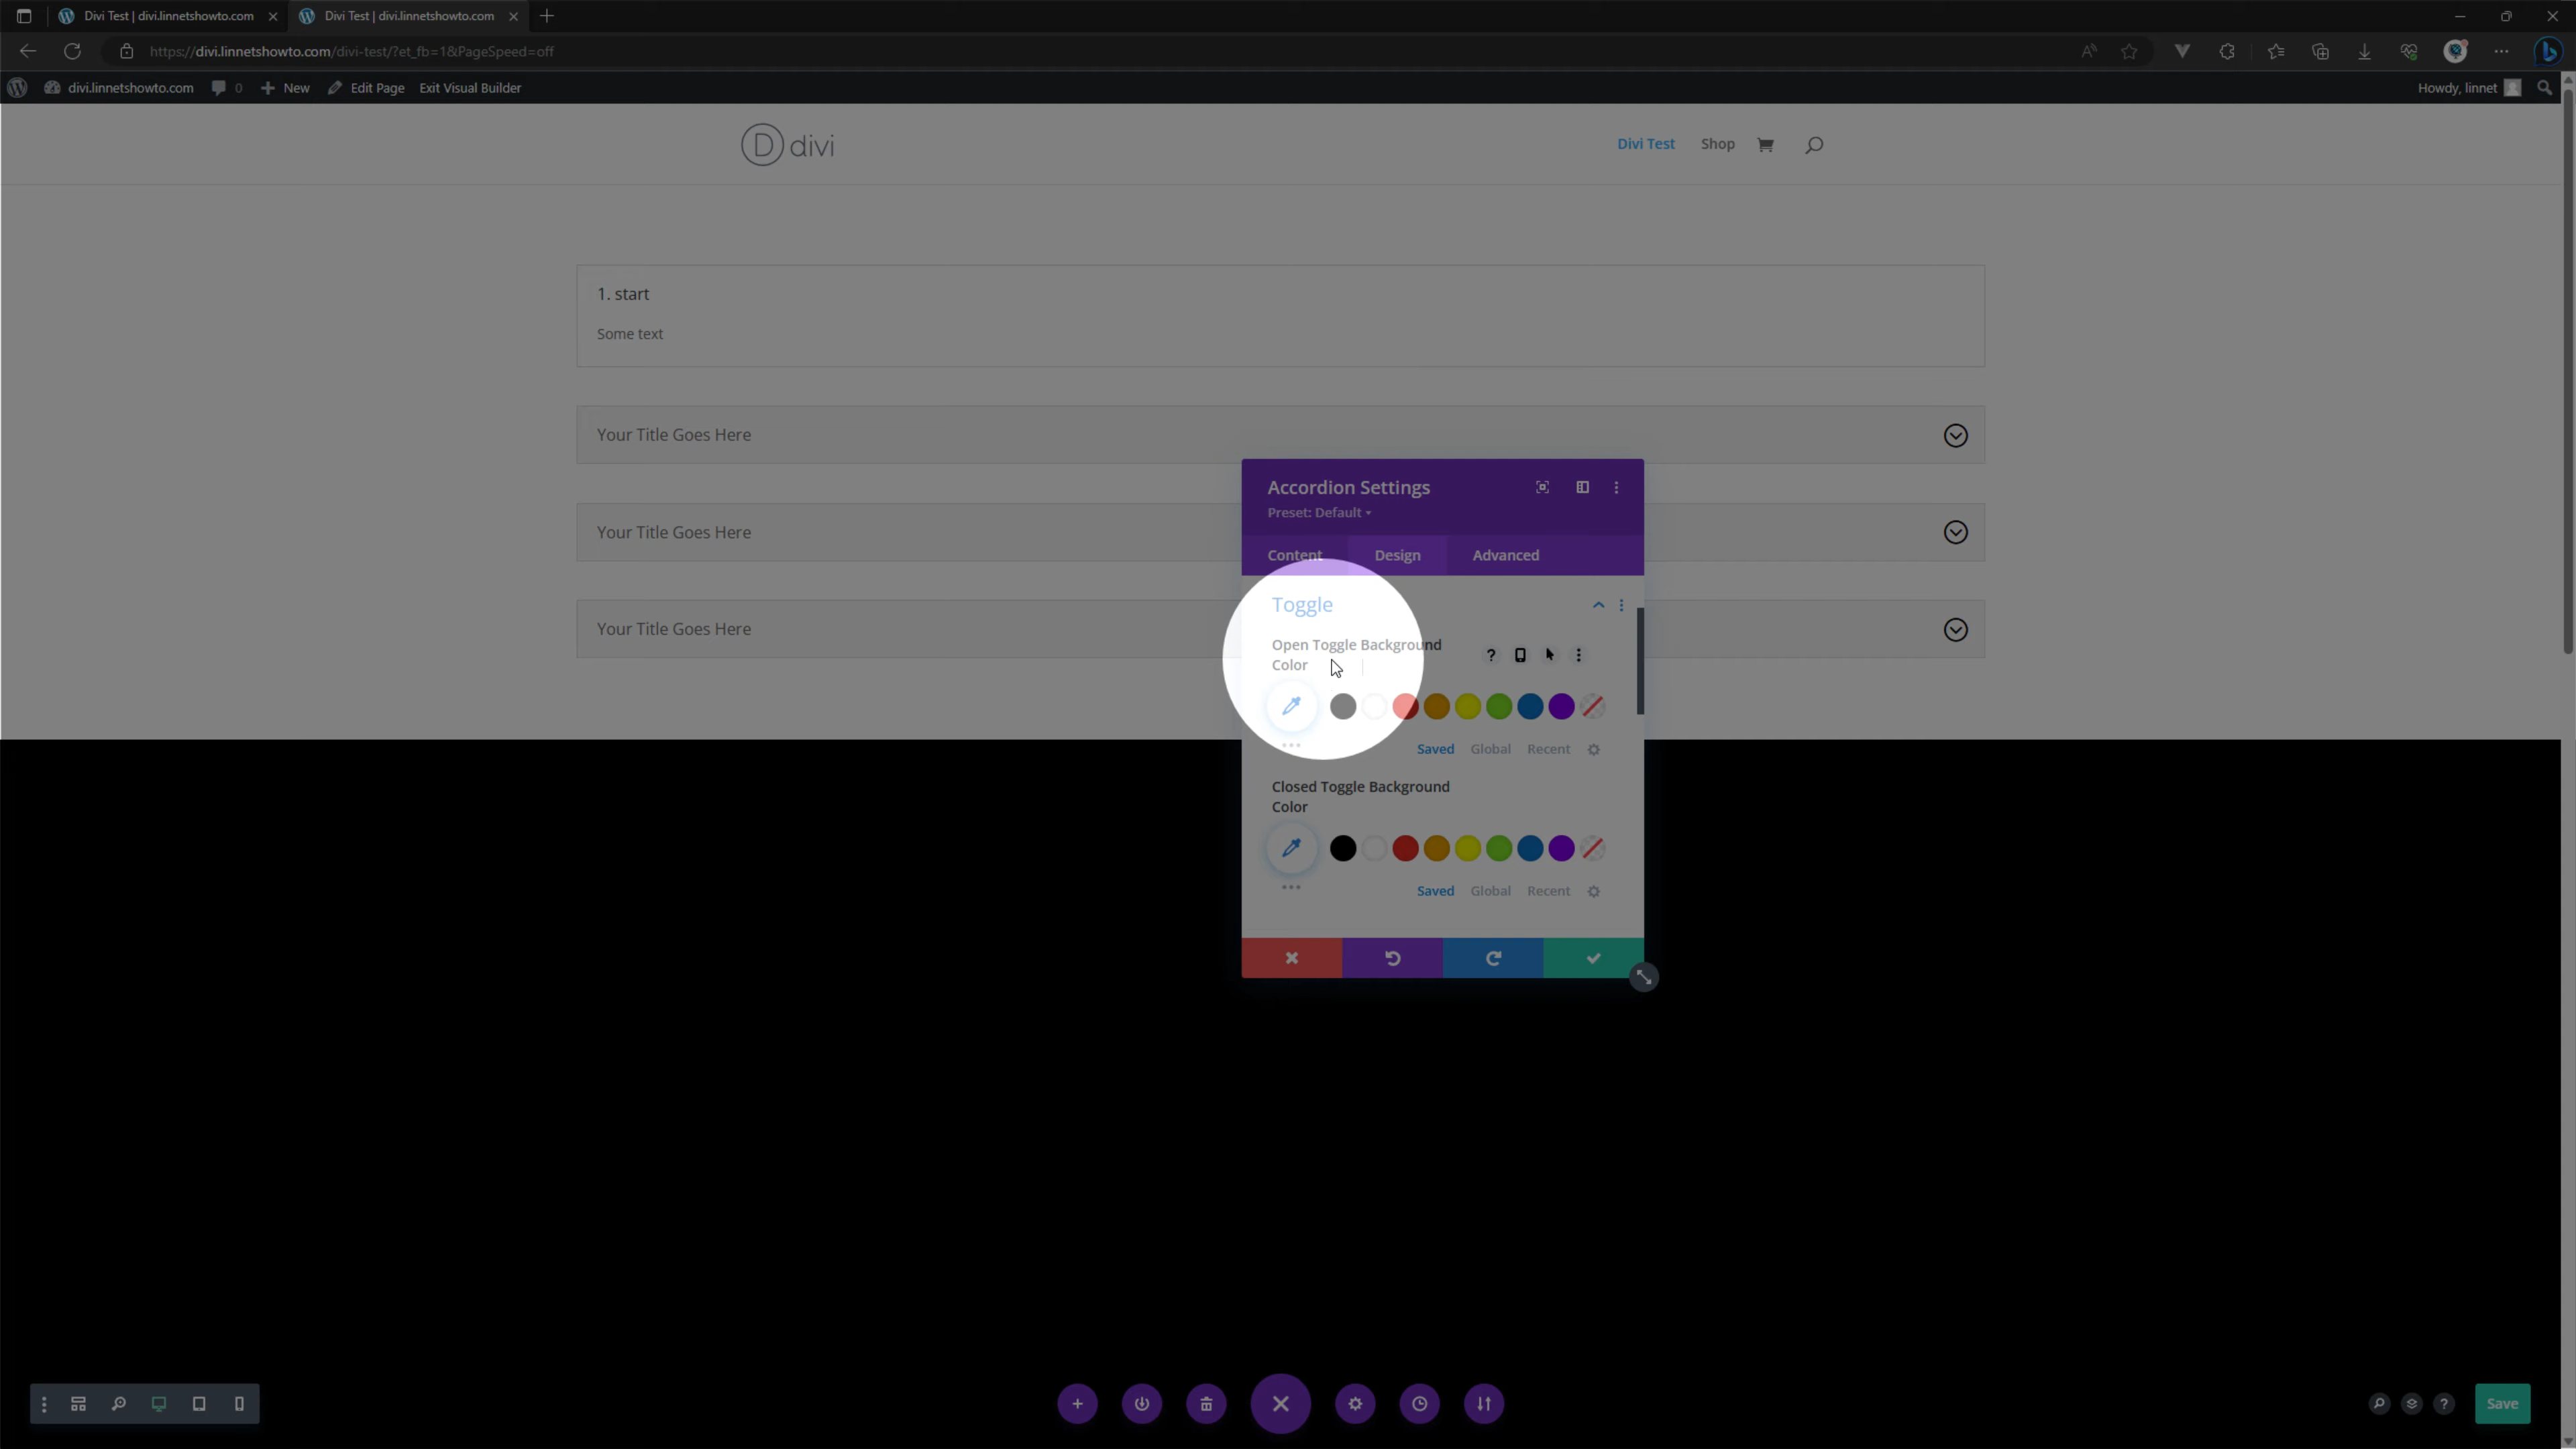 Divi Test | divi.linnetshowto.com
Divi Test | divi.linnetshowto.com
https://divi.linnetshowto.com/divi-test/?et_fb=1&PageSpeed=off
divi.linnetshowto.com 0 New Edit Page Exit Visual Builder
Howdy, linnet
D divi
Divi Test Shop
1. start
Some text
Your Title Goes Here
Your Title Goes Here
Your Title Goes Here
Accordion Settings
Preset: Default
Content Design Advanced
Toggle
Open Toggle Background
Color
?
Saved Global Recent
Closed Toggle Background
Color
Saved Global Recent
? Save